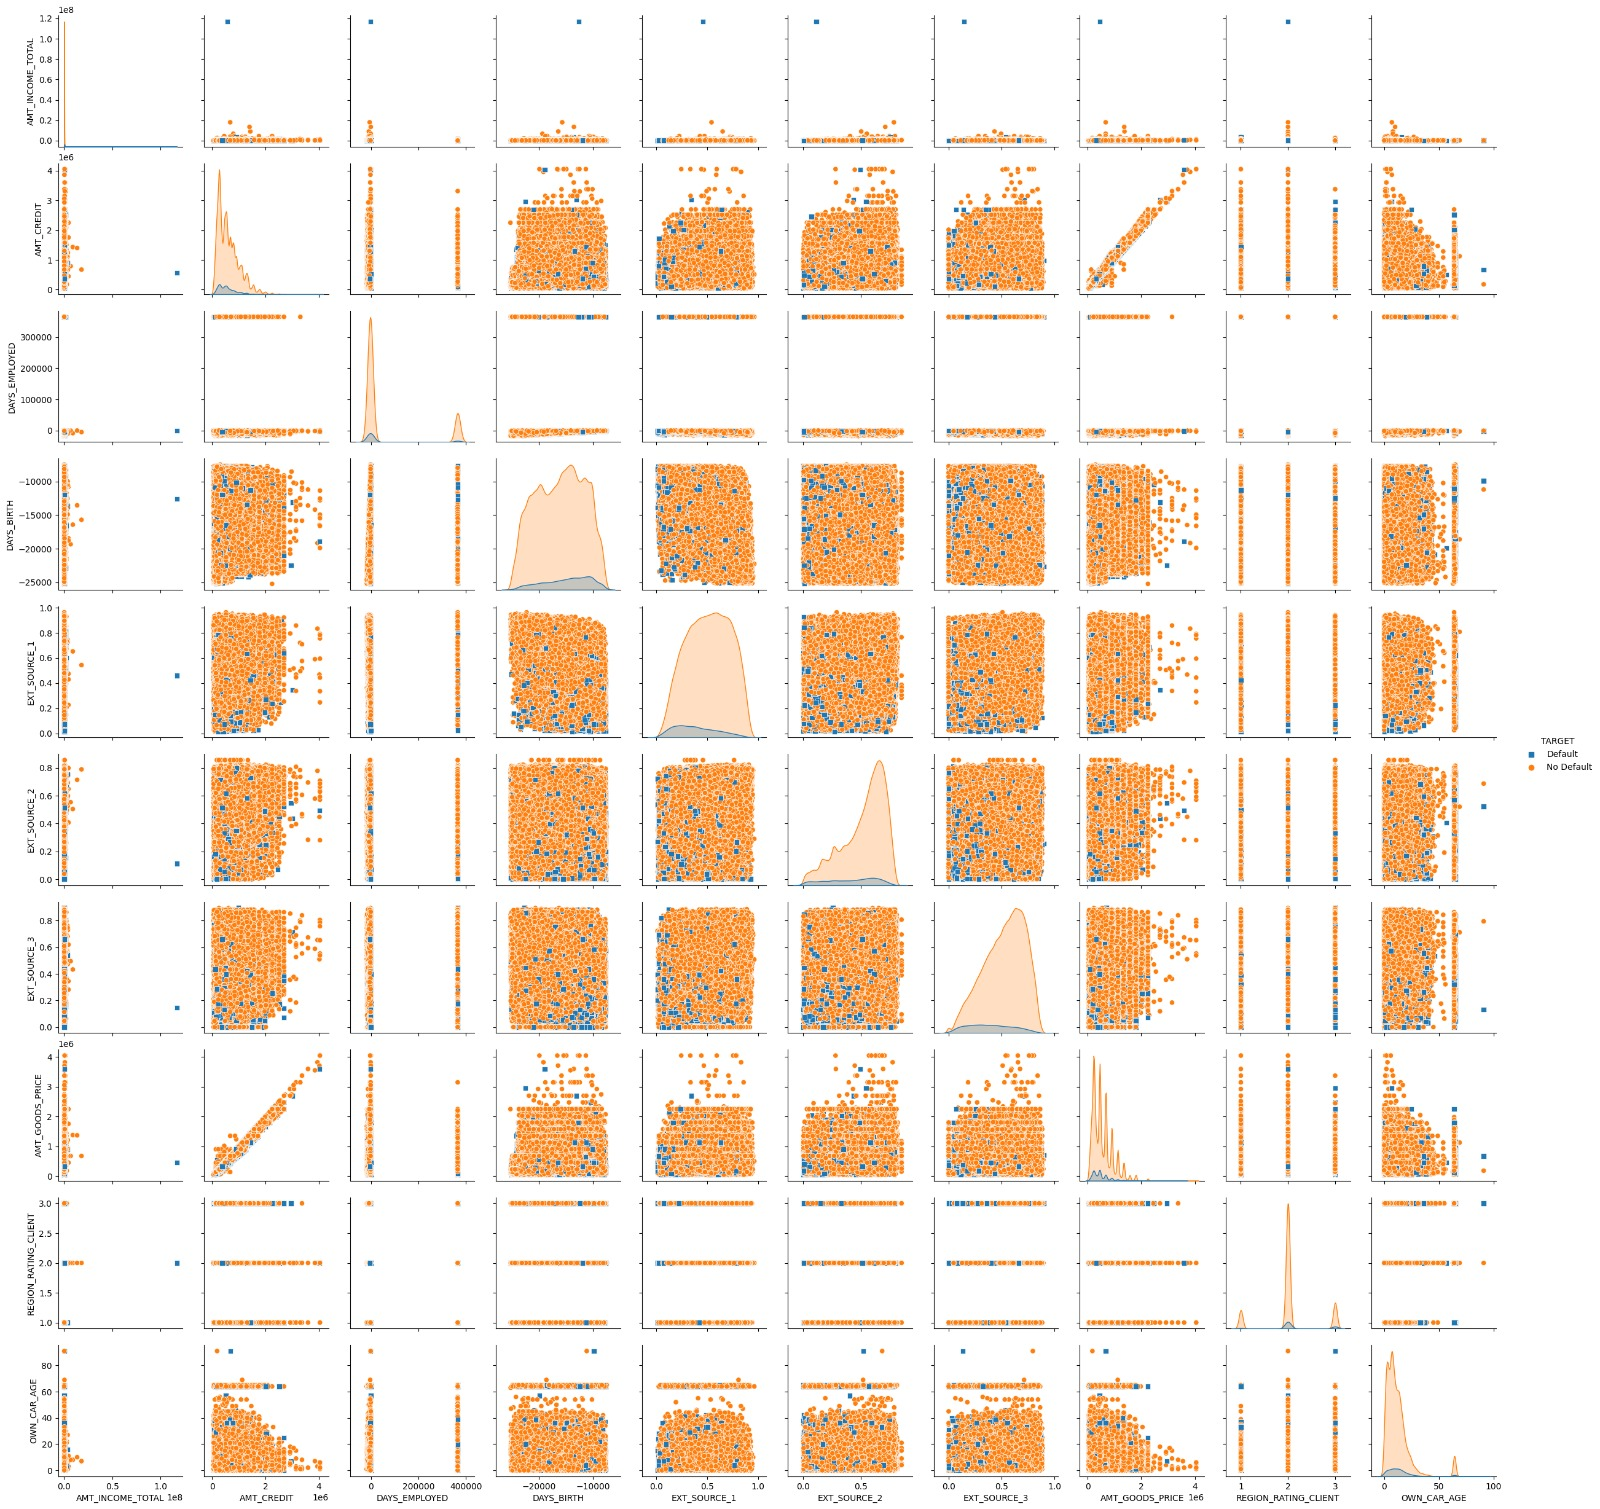 1e8
1.2
1.0
0.8
0.6
0.4
0.2
0.0
AMT_INCOME_TOTAL
1e6
4
3
2
1
0
AMT_CREDIT
300000
200000
100000
0
DAYS_EMPLOYED
−10000
−15000
−20000
−25000
DAYS_BIRTH
1.0
0.8
0.6
0.4
0.2
0.0
EXT_SOURCE_1
TARGET
Default
No Default
0.8
0.6
0.4
0.2
0.0
EXT_SOURCE_2
0.8
0.6
0.4
0.2
0.0
EXT_SOURCE_3
1e6
4
3
2
1
0
AMT_GOODS_PRICE
3.0
2.5
2.0
1.5
1.0
REGION_RATING_CLIENT
80
60
40
20
0
OWN_CAR_AGE
0.0 0.5 1.0 0 2 4 0 200000 400000 −20000 −10000 0.0 0.5 1.0 0.0 0.5 0.0 0.5 1.0 0 2 4 1 2 3 0 50 100
AMT_INCOME_TOTAL 1e8 AMT_CREDIT 1e6 DAYS_EMPLOYED DAYS_BIRTH EXT_SOURCE_1 EXT_SOURCE_2 EXT_SOURCE_3 AMT_GOODS_PRICE 1e6 REGION_RATING_CLIENT OWN_CAR_AGE